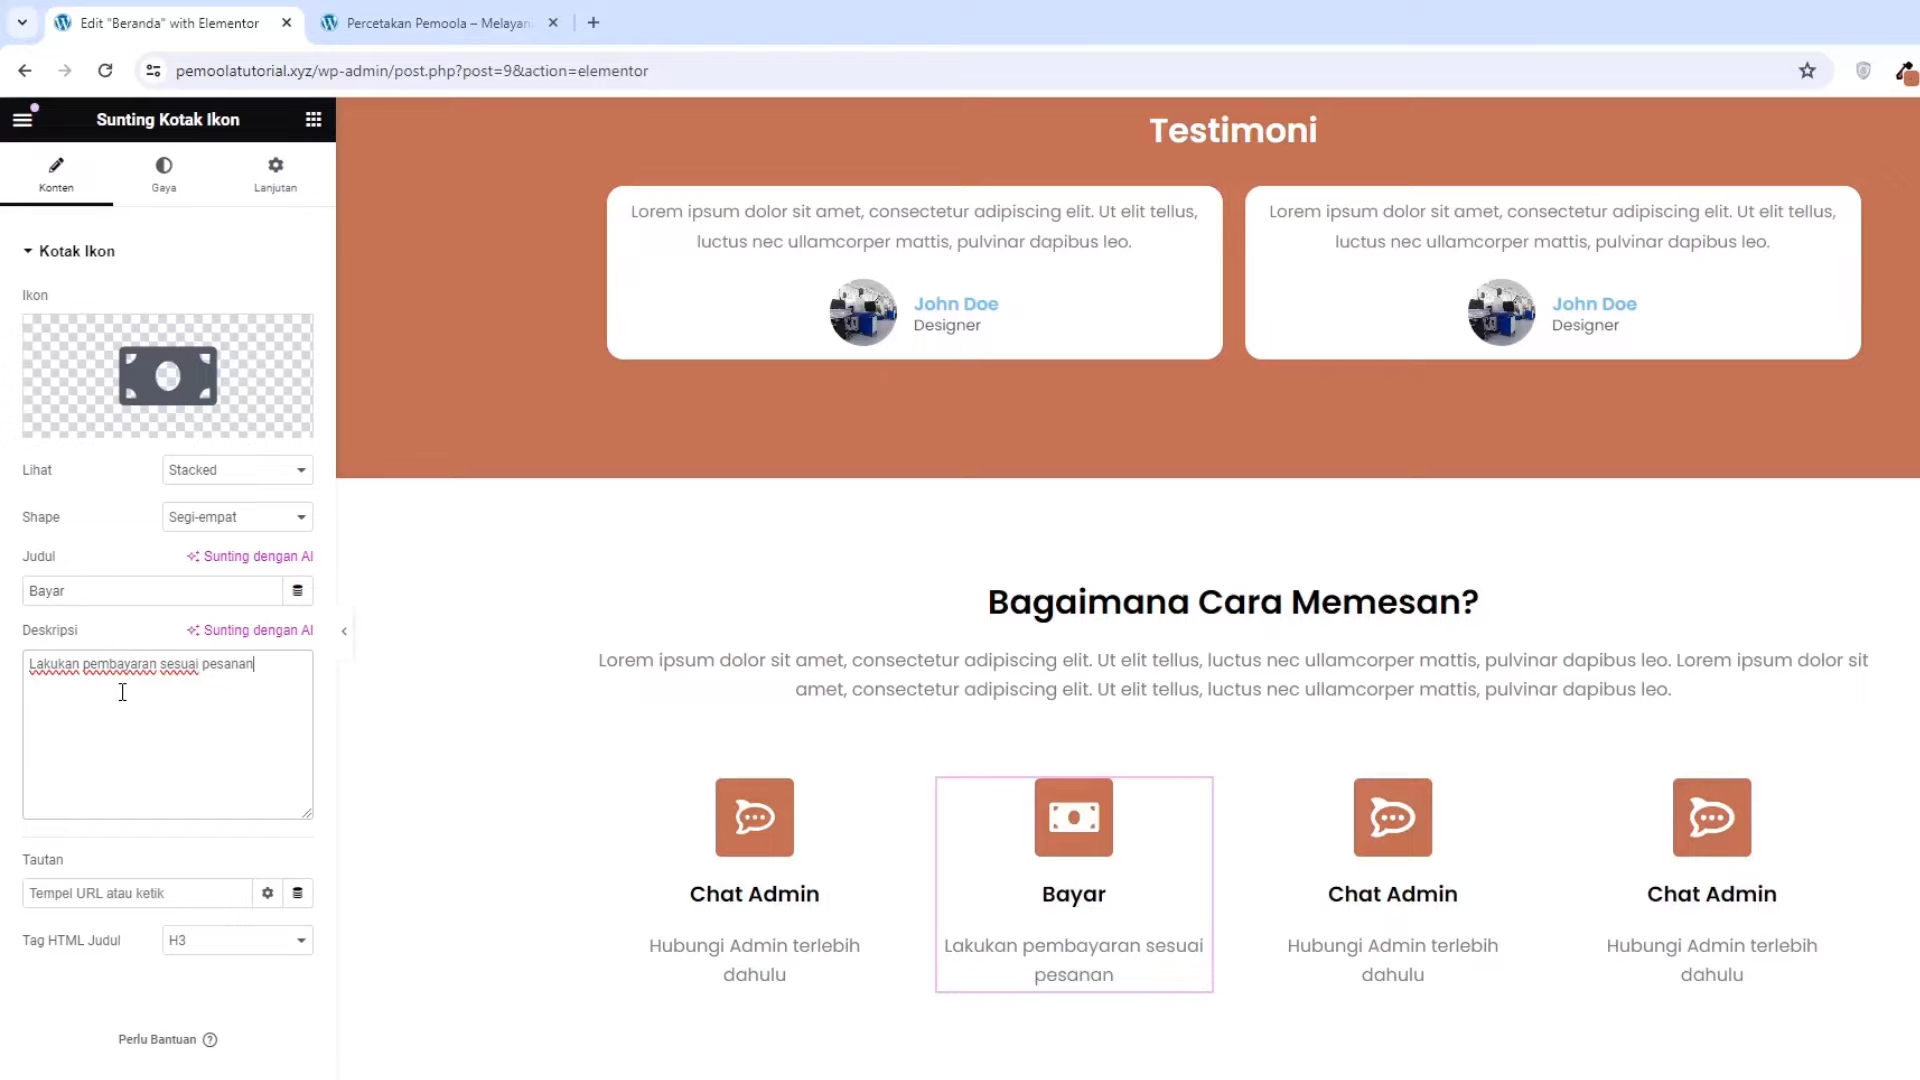 Edit "Beranda" with Elementor
Percetakan Pemoola – Melayan
pemoolatutorial.xyz/wp-admin/post.php?post=9&action=elementor
Sunting Kotak Ikon
Konten
Gaya
Lanjutan
Kotak Ikon
Ikon
Lihat
Stacked
Shape
Segi-empat
Judul
Sunting dengan AI
Bayar
Deskripsi
Sunting dengan AI
Lakukan pembayaran sesuai pesanan
Tautan
Tempel URL atau ketik
Tag HTML Judul
H3
Perlu Bantuan ?
Testimoni
Lorem ipsum dolor sit amet, consectetur adipiscing elit. Ut elit tellus,
luctus nec ullamcorper mattis, pulvinar dapibus leo.
John Doe
Designer
Lorem ipsum dolor sit amet, consectetur adipiscing elit. Ut elit tellus,
luctus nec ullamcorper mattis, pulvinar dapibus leo.
John Doe
Designer
Bagaimana Cara Memesan?
Lorem ipsum dolor sit amet, consectetur adipiscing elit. Ut elit tellus, luctus nec ullamcorper mattis, pulvinar dapibus leo. Lorem ipsum dolor sit
amet, consectetur adipiscing elit. Ut elit tellus, luctus nec ullamcorper mattis, pulvinar dapibus leo.
Chat Admin
Hubungi Admin terlebih
dahulu
Bayar
Lakukan pembayaran sesuai
pesanan
Chat Admin
Hubungi Admin terlebih
dahulu
Chat Admin
Hubungi Admin terlebih
dahulu